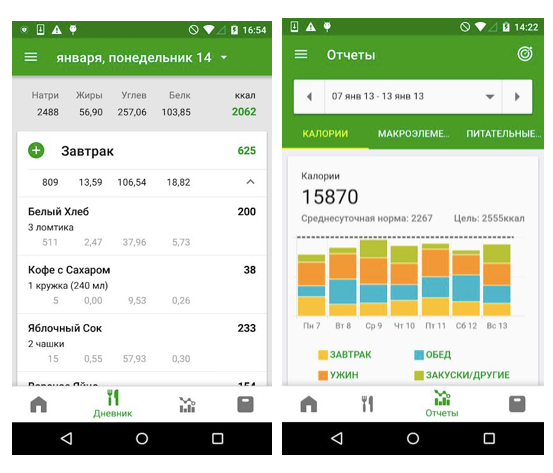 16:54
января, понедельник 14
Натри Жиры Углев Белк ккал
2488 56,90 257,06 103,85 2062
Завтрак 625
809 13,59 106,54 18,82
Белый Хлеб 200
3 ломтика
511 2,47 37,96 5,73
Кофе с Сахаром 38
1 кружка (240 мл)
5 0,00 9,53 0,26
Яблочный Сок 233
2 чашки
15 0,55 57,93 0,30
Дневник
14:22
Отчеты
07 янв 13 - 13 янв 13
КАЛОРИИ МАКРОЭЛЕМЕ... ПИТАТЕЛЬНЫЕ...
Калории
15870
Среднесуточная норма: 2267 Цель: 2555ккал
Пн 7 Вт 8 Ср 9 Чт 10 Пт 11 Сб 12 Вс 13
ЗАВТРАК ОБЕД
УЖИН ЗАКУСКИ/ДРУГИЕ
Отчеты